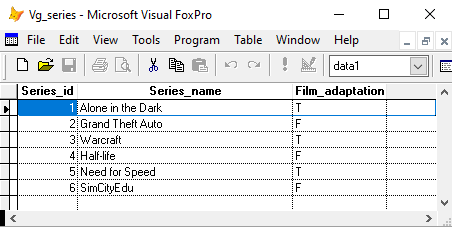 Vg_series - Microsoft Visual FoxPro
File Edit View Tools Program Table Window Help
data1
Series_id Series_name Film_adaptation
1 Alone in the Dark T
2 Grand Theft Auto F
3 Warcraft T
4 Half-life F
5 Need for Speed T
6 SimCityEdu F